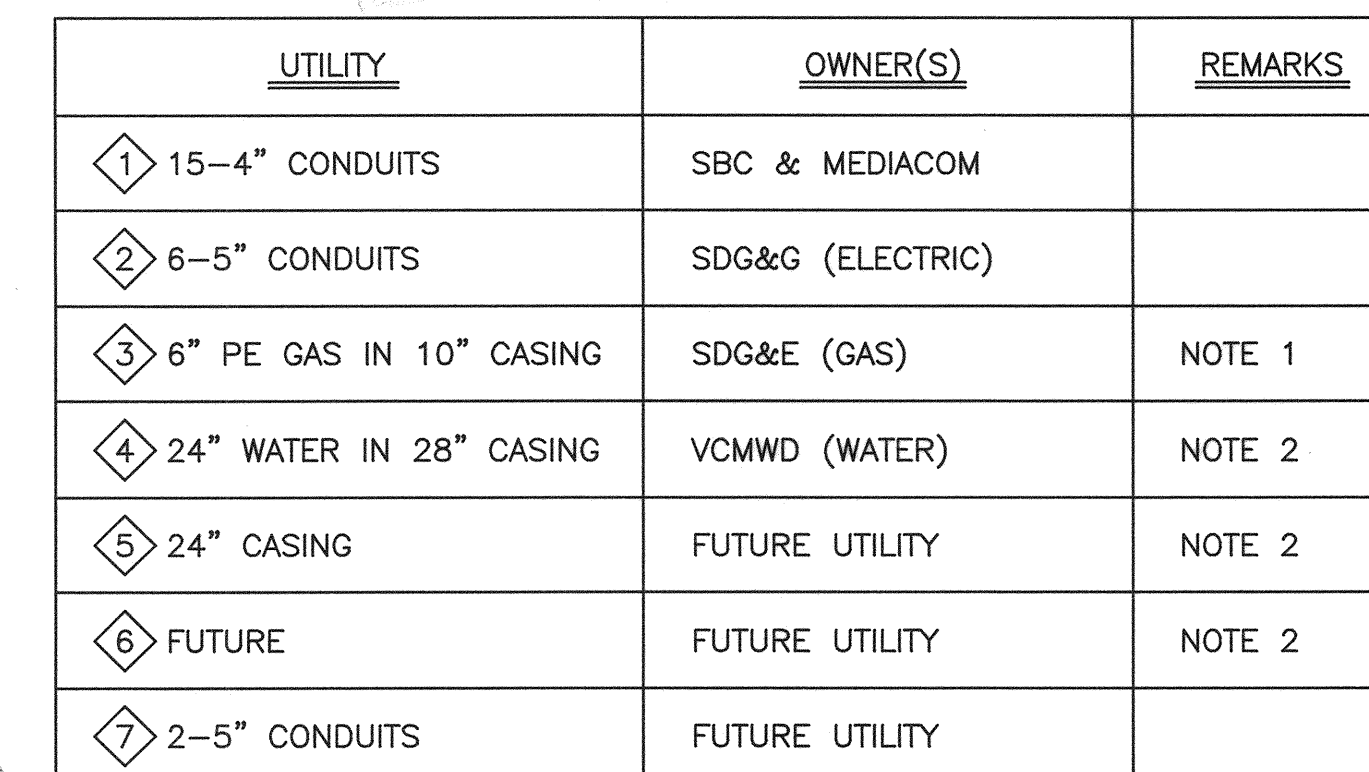 UTILITY OWNER(S) REMARKS
1 15-4" CONDUITS SBC & MEDIACOM
2 6-5" CONDUITS SDG&G (ELECTRIC)
3 6" PE GAS IN 10" CASING SDG&E (GAS) NOTE 1
4 24" WATER IN 28" CASING VCMWD (WATER) NOTE 2
5 24" CASING FUTURE UTILITY NOTE 2
6 FUTURE FUTURE UTILITY NOTE 2
7 2-5" CONDUITS FUTURE UTILITY